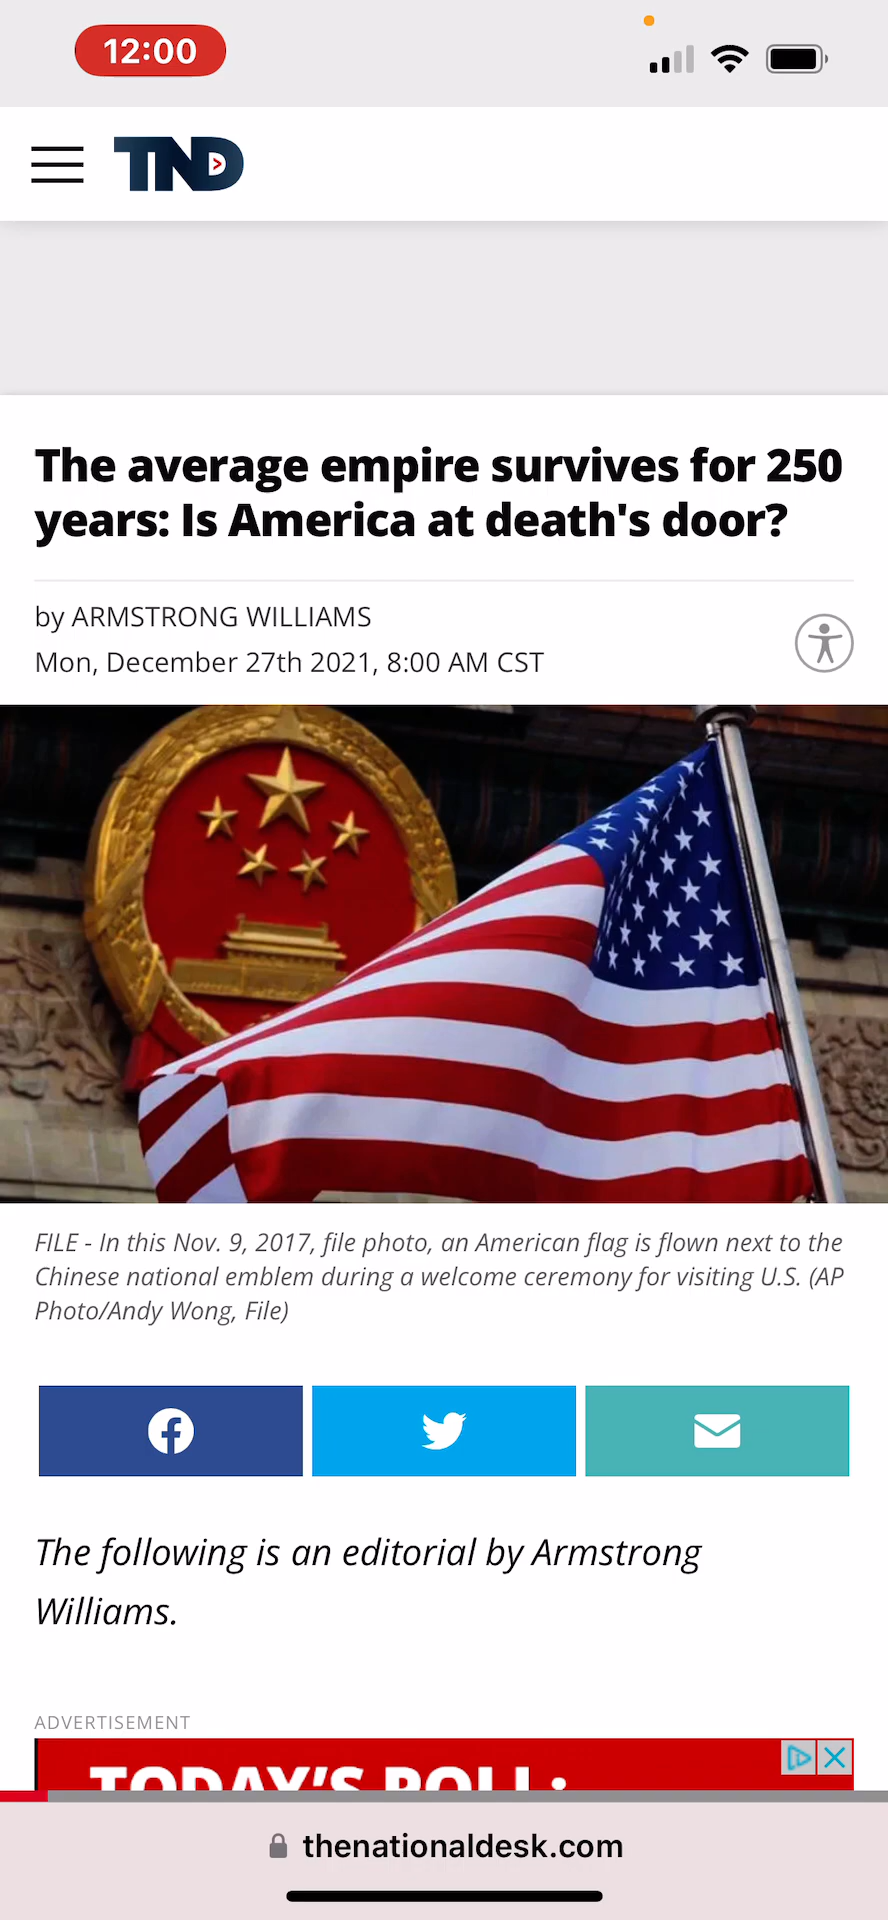 12:00
TND
The average empire survives for 250
years: Is America at death's door?
by ARMSTRONG WILLIAMS
Mon, December 27th 2021, 8:00 AM CST
FILE - In this Nov. 9, 2017, file photo, an American flag is flown next to the
Chinese national emblem during a welcome ceremony for visiting U.S. (AP
Photo/Andy Wong, File)
The following is an editorial by Armstrong
Williams.
ADVERTISEMENT
TODAY'S POLL:
thenationaldesk.com